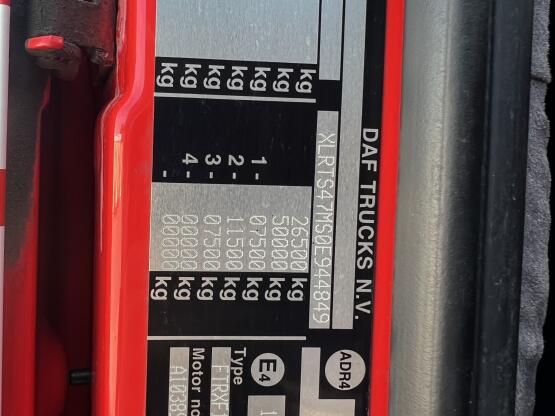 DAF TRUCKS N.V.
XLRTS47MS0E944849
ADR4
kg 26500 kg
kg 50000 kg
kg 1 - 07500 kg
kg 2 - 11500 kg
kg 3 - 07500 kg
kg 4 - 00000 kg
kg - 00000 kg
E4
Type
Motor no